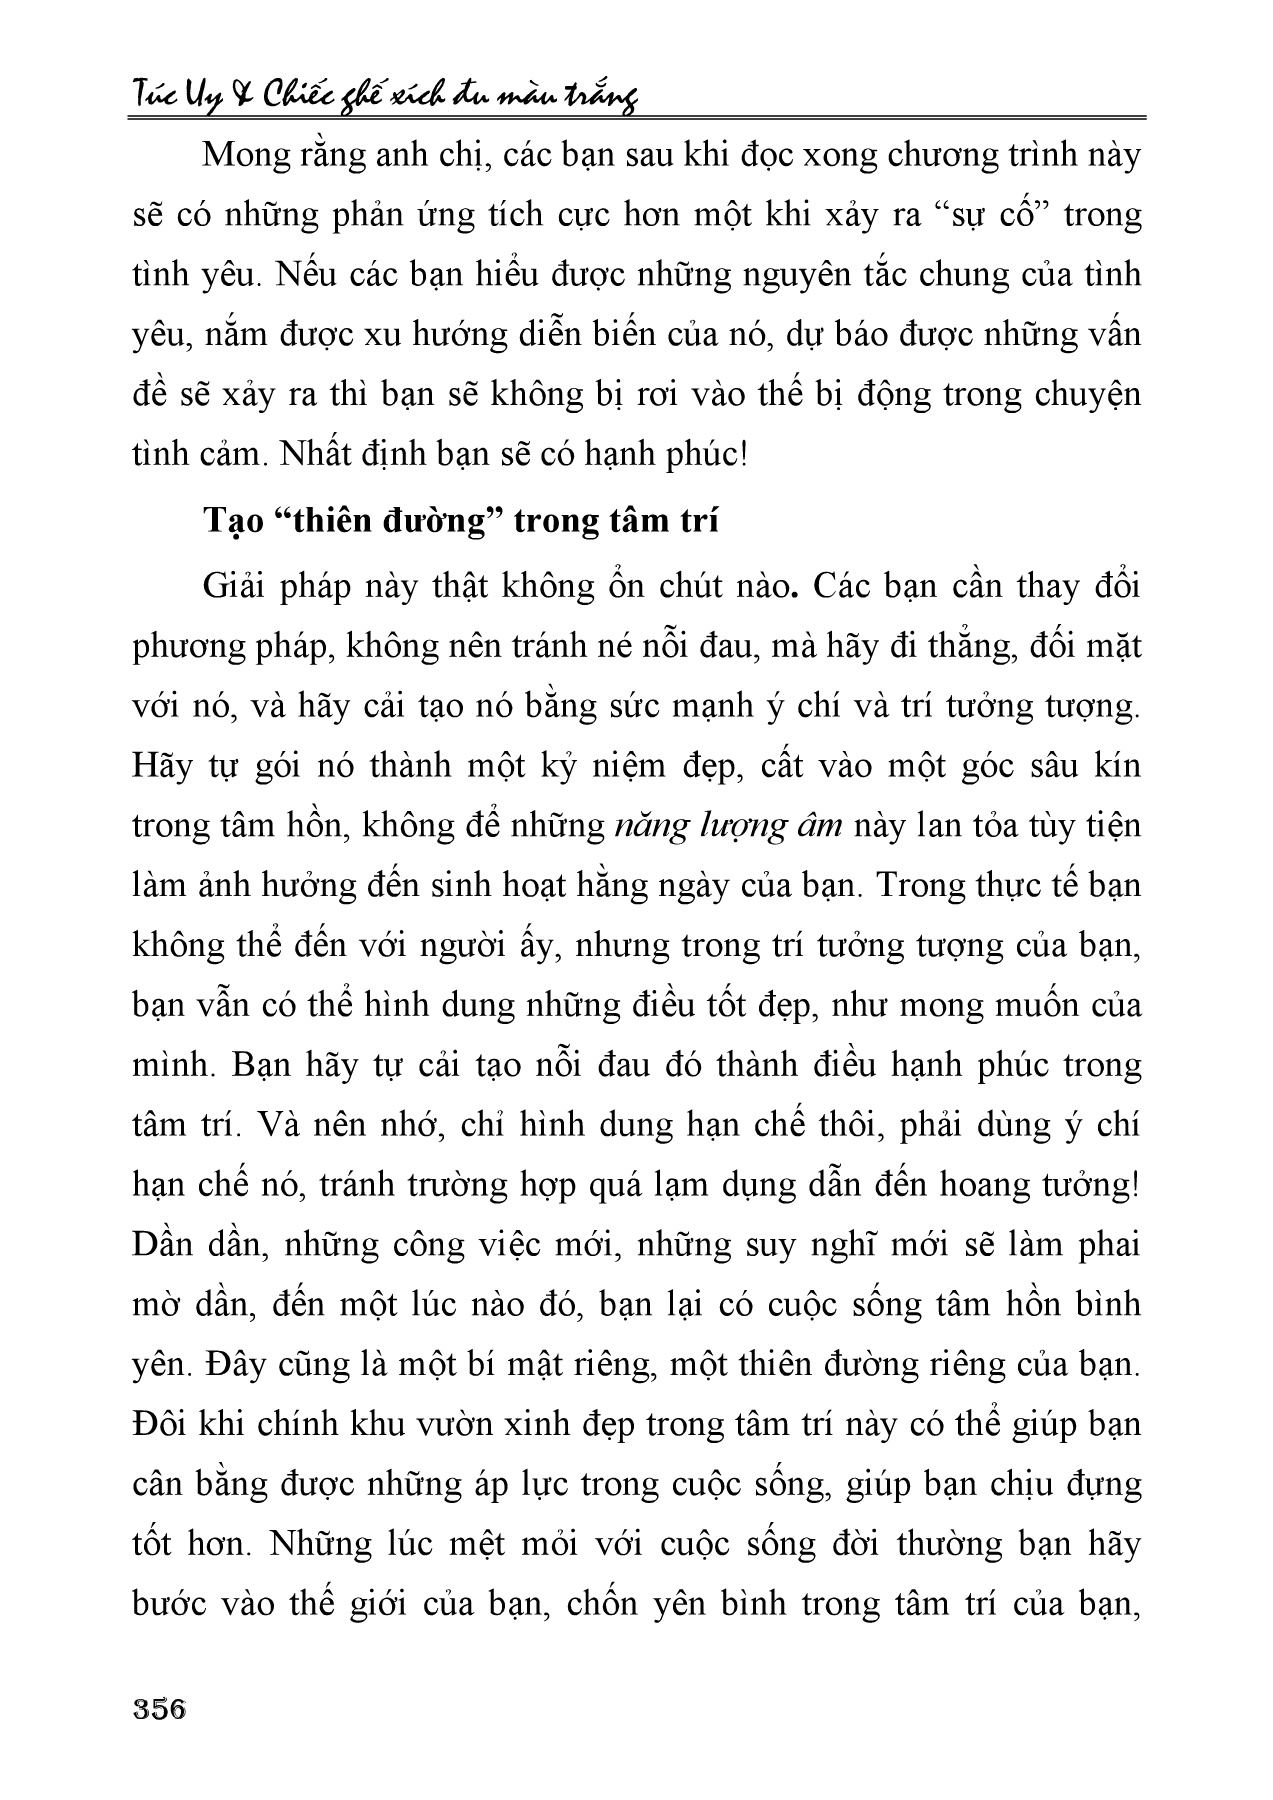 Túc Uy & Chiếc ghế xích đu màu trắng
Mong rằng anh chị, các bạn sau khi đọc xong chương trình này
sẽ có những phản ứng tích cực hơn một khi xảy ra “sự cố” trong
tình yêu. Nếu các bạn hiểu được những nguyên tắc chung của tình
yêu, nắm được xu hướng diễn biến của nó, dự báo được những vấn
đề sẽ xảy ra thì bạn sẽ không bị rơi vào thế bị động trong chuyện
tình cảm. Nhất định bạn sẽ có hạnh phúc!
Tạo “thiên đường” trong tâm trí
Giải pháp này thật không ổn chút nào. Các bạn cần thay đổi
phương pháp, không nên tránh né nỗi đau, mà hãy đi thẳng, đối mặt
với nó, và hãy cải tạo nó bằng sức mạnh ý chí và trí tưởng tượng.
Hãy tự gói nó thành một kỷ niệm đẹp, cất vào một góc sâu kín
trong tâm hồn, không để những năng lượng âm này lan tỏa tùy tiện
làm ảnh hưởng đến sinh hoạt hằng ngày của bạn. Trong thực tế bạn
không thể đến với người ấy, nhưng trong trí tưởng tượng của bạn,
bạn vẫn có thể hình dung những điều tốt đẹp, như mong muốn của
mình. Bạn hãy tự cải tạo nỗi đau đó thành điều hạnh phúc trong
tâm trí. Và nên nhớ, chỉ hình dung hạn chế thôi, phải dùng ý chí
hạn chế nó, tránh trường hợp quá lạm dụng dẫn đến hoang tưởng!
Dần dần, những công việc mới, những suy nghĩ mới sẽ làm phai
mờ dần, đến một lúc nào đó, bạn lại có cuộc sống tâm hồn bình
yên. Đây cũng là một bí mật riêng, một thiên đường riêng của bạn.
Đôi khi chính khu vườn xinh đẹp trong tâm trí này có thể giúp bạn
cân bằng được những áp lực trong cuộc sống, giúp bạn chịu đựng
tốt hơn. Những lúc mệt mỏi với cuộc sống đời thường bạn hãy
bước vào thế giới của bạn, chốn yên bình trong tâm trí của bạn,
356